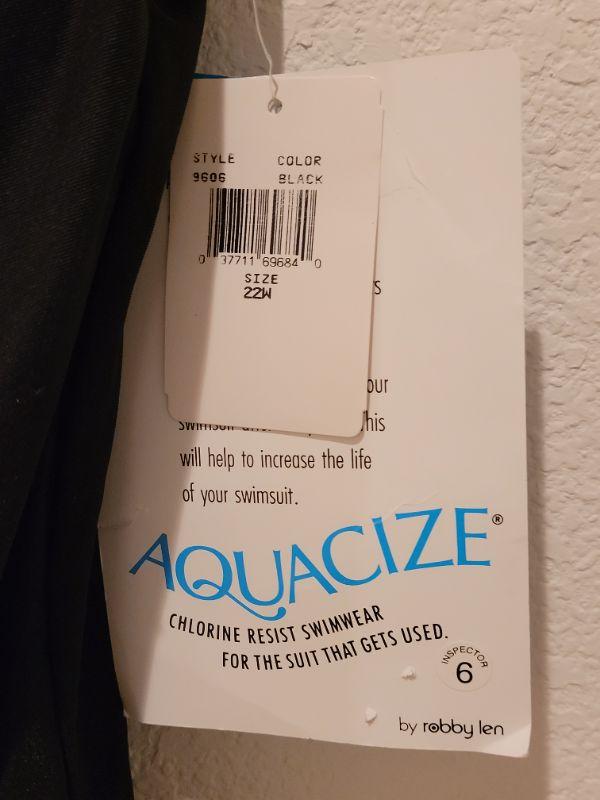 STYLE COLOR
9606 BLACK
0 37711 69684 0
SIZE
22W
s
our
swimsuit his
will help to increase the life
of your swimsuit.
AQUACIZE®
CHLORINE RESIST SWIMWEAR
FOR THE SUIT THAT GETS USED.
INSPECTOR
6
by robby len